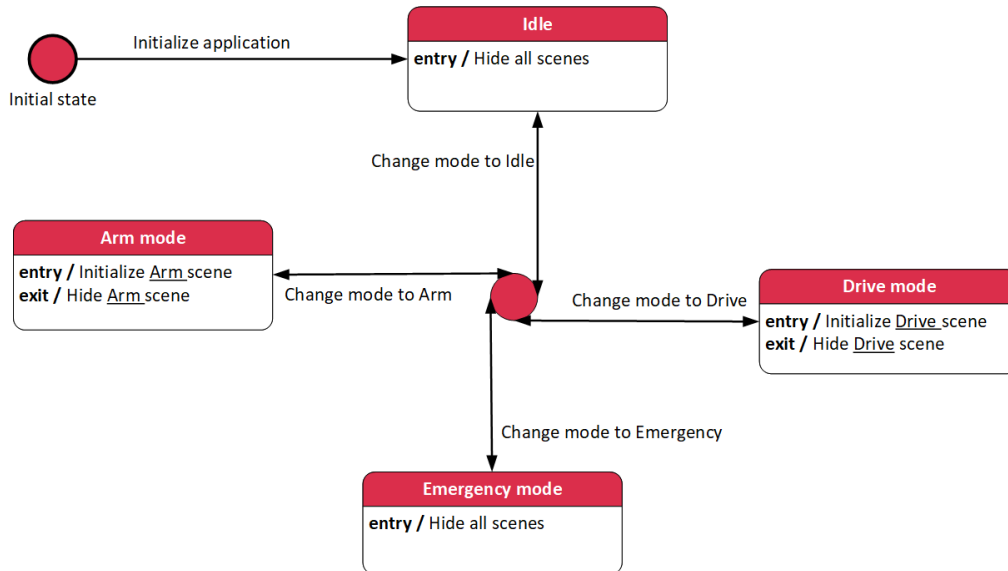 Idle
Initialize application
entry / Hide all scenes
Initial state
Change mode to Idle
Arm mode
entry / Initialize Arm scene
exit / Hide Arm scene
Change mode to Arm
Change mode to Drive
Drive mode
entry / Initialize Drive scene
exit / Hide Drive scene
Change mode to Emergency
Emergency mode
entry / Hide all scenes